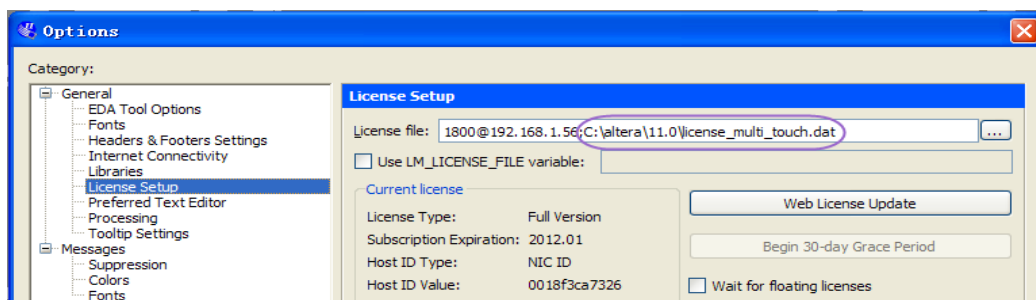 Options
Category:
General
EDA Tool Options
Fonts
Headers & Footers Settings
Internet Connectivity
Libraries
License Setup
Preferred Text Editor
Processing
Tooltip Settings
Messages
Suppression
Colors
Fonts
License Setup
License file: 1800@192.168.1.56;C:\altera\11.0\license_multi_touch.dat ...
Use LM_LICENSE_FILE variable:
Current license
License Type: Full Version
Subscription Expiration: 2012.01
Host ID Type: NIC ID
Host ID Value: 0018f3ca7326
Web License Update
Begin 30-day Grace Period
Wait for floating licenses